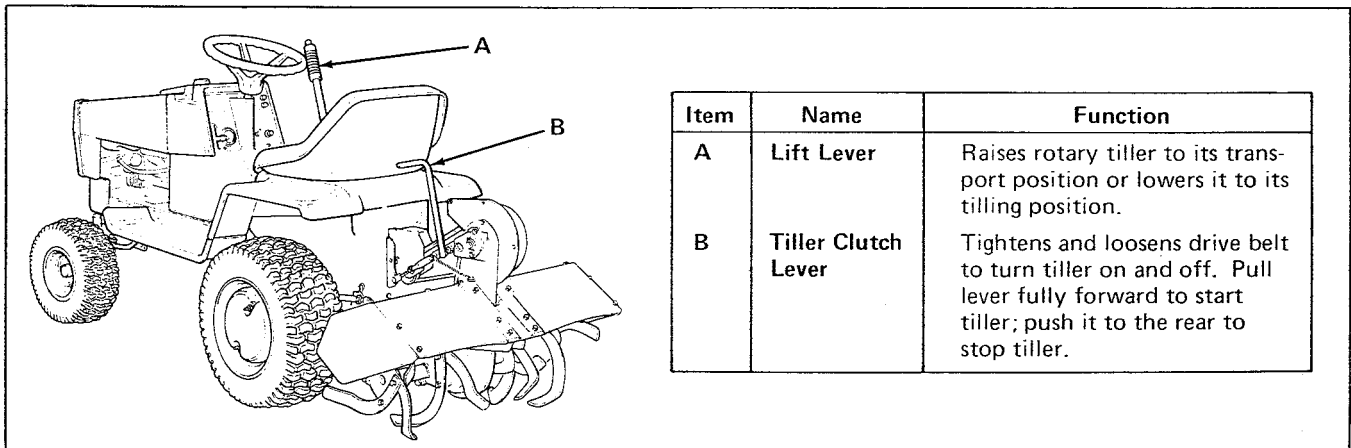 A
B
Item Name Function
A Lift Lever Raises rotary tiller to its trans-
port position or lowers it to its
tilling position.
B Tiller Clutch Tightens and loosens drive belt
Lever to turn tiller on and off. Pull
lever fully forward to start
tiller; push it to the rear to
stop tiller.